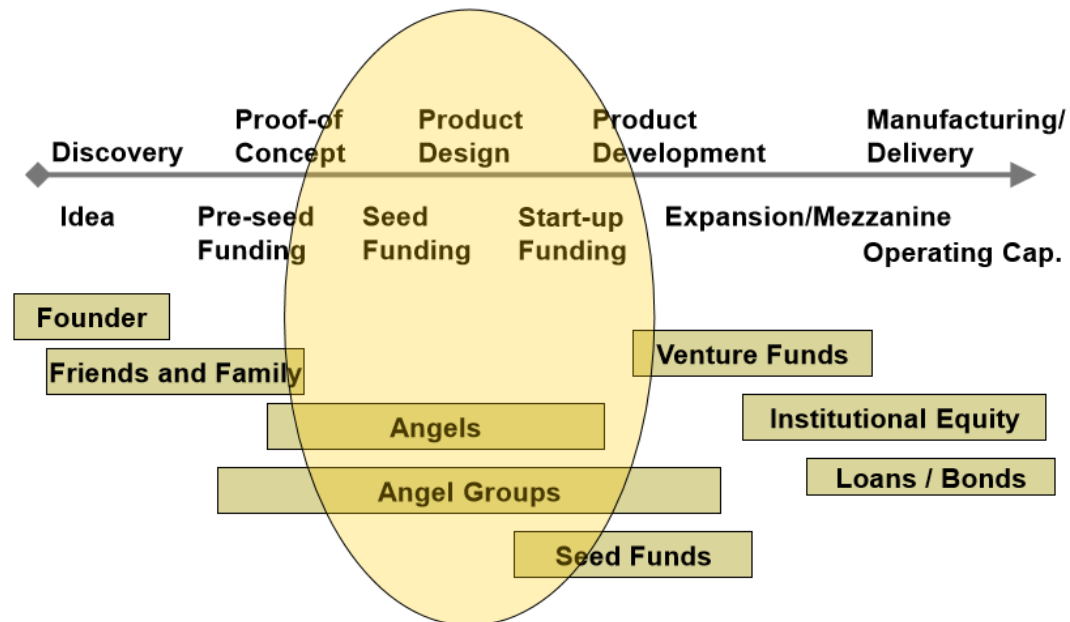 Discovery
Proof-of
Concept
Product
Design
Product
Development
Manufacturing/
Delivery
Idea
Pre-seed
Funding
Seed
Funding
Start-up
Funding
Expansion/Mezzanine
Operating Cap.
Founder
Friends and Family
Venture Funds
Angels
Institutional Equity
Angel Groups
Loans / Bonds
Seed Funds